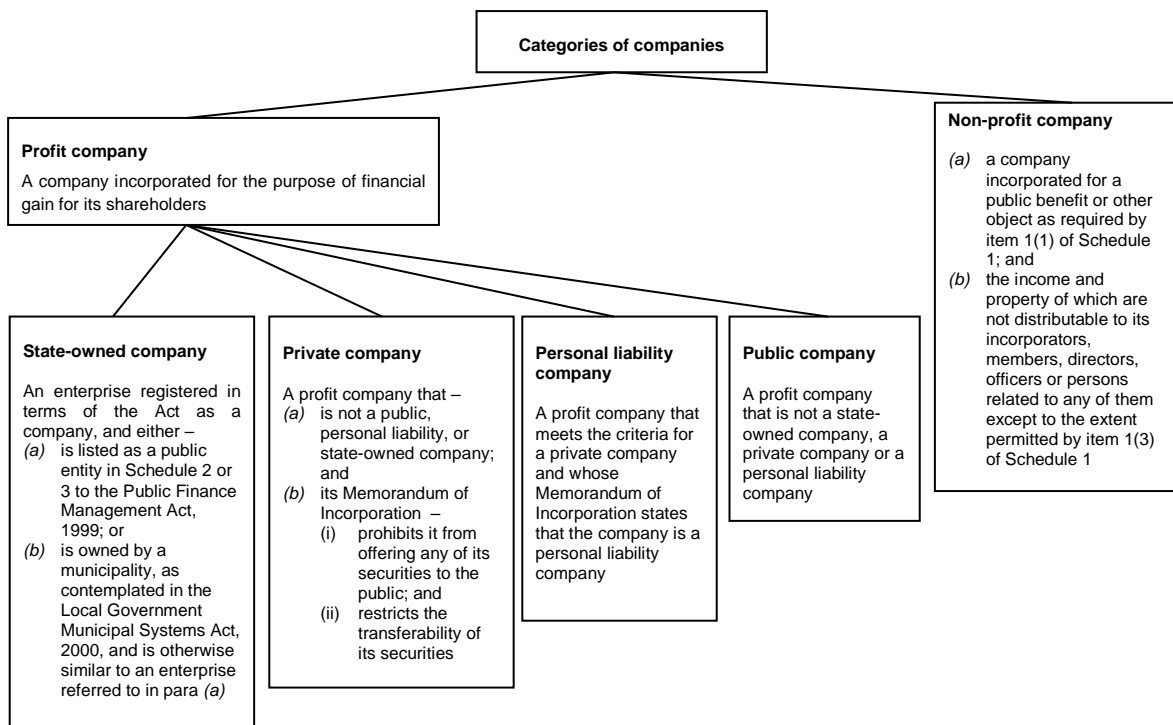 Categories of companies
Profit company
A company incorporated for the purpose of financial
gain for its shareholders
Non-profit company
(a) a company
incorporated for a
public benefit or other
object as required by
item 1(1) of Schedule
1; and
(b) the income and
property of which are
not distributable to its
incorporators,
members, directors,
officers or persons
related to any of them
except to the extent
permitted by item 1(3)
of Schedule 1
State-owned company
An enterprise registered in
terms of the Act as a
company, and either –
(a) is listed as a public
entity in Schedule 2 or
3 to the Public Finance
Management Act,
1999; or
(b) is owned by a
municipality, as
contemplated in the
Local Government
Municipal Systems Act,
2000, and is otherwise
similar to an enterprise
referred to in para (a)
Private company
A profit company that –
(a) is not a public,
personal liability, or
state-owned company;
and
(b) its Memorandum of
Incorporation –
(i) prohibits it from
offering any of its
securities to the
public; and
(ii) restricts the
transferability of
its securities
Personal liability
company
A profit company that
meets the criteria for
a private company
and whose
Memorandum of
Incorporation states
that the company is a
personal liability
company
Public company
A profit company
that is not a state-
owned company, a
private company or a
personal liability
company